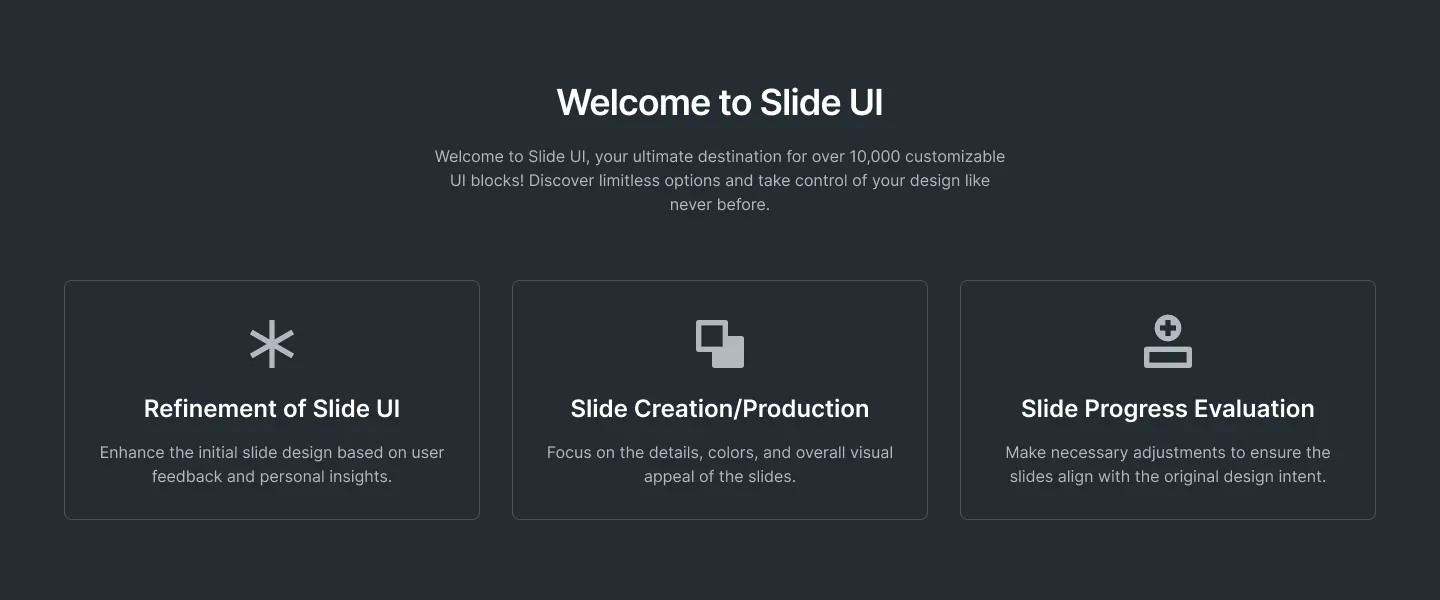 Welcome to Slide UI
Welcome to Slide UI, your ultimate destination for over 10,000 customizable
UI blocks! Discover limitless options and take control of your design like
never before.
Refinement of Slide UI
Enhance the initial slide design based on user
feedback and personal insights.
Slide Creation/Production
Focus on the details, colors, and overall visual
appeal of the slides.
Slide Progress Evaluation
Make necessary adjustments to ensure the
slides align with the original design intent.